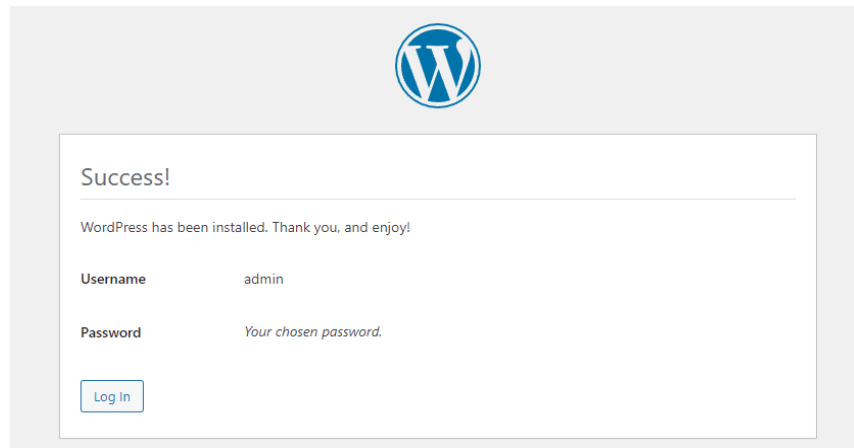 Success!
WordPress has been installed. Thank you, and enjoy!
Username admin
Password Your chosen password.
Log In